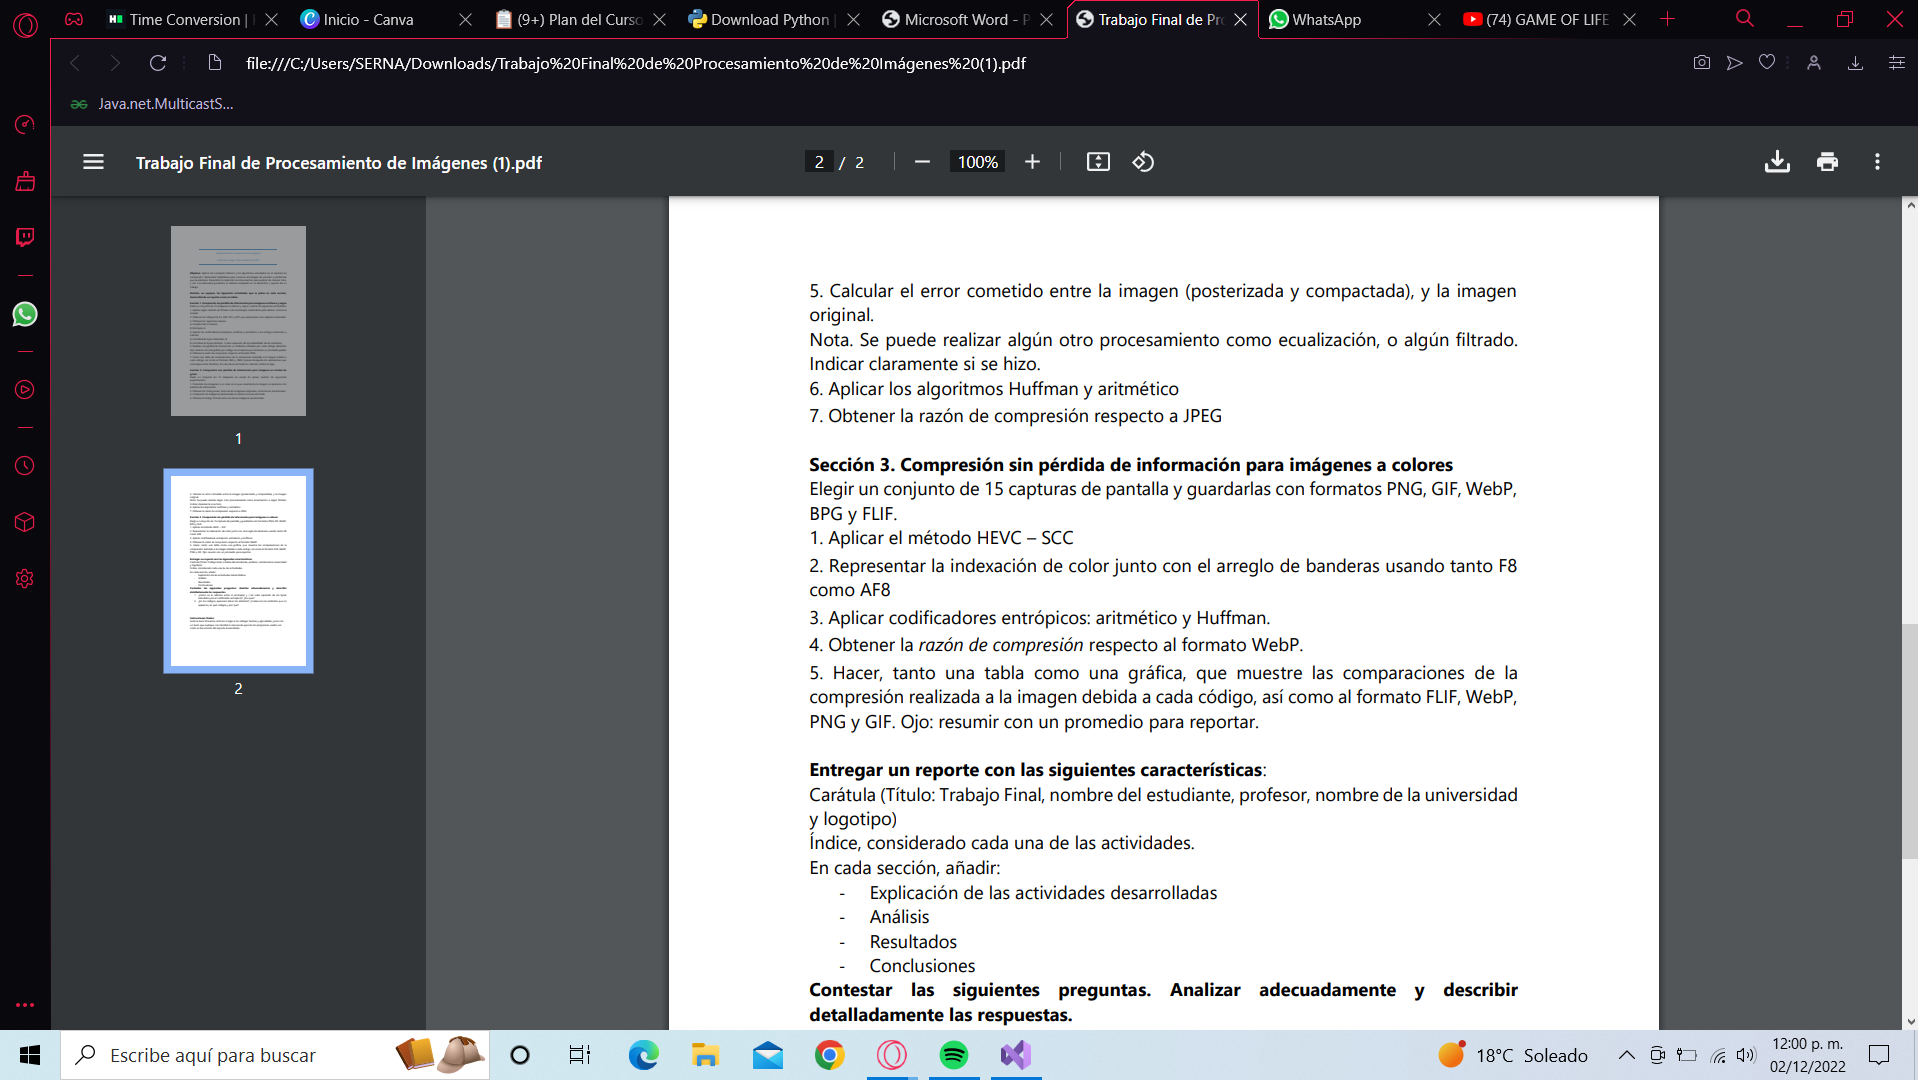 Time Conversion |
Inicio - Canva
(9+) Plan del Curso
Download Python |
Microsoft Word - P
Trabajo Final de Pro
WhatsApp
(74) GAME OF LIFE
file:///C:/Users/SERNA/Downloads/Trabajo%20Final%20de%20Procesamiento%20de%20Imágenes%20(1).pdf
Java.net.MulticastS...
Trabajo Final de Procesamiento de Imágenes (1).pdf
2 / 2
100%
1
2
5. Calcular el error cometido entre la imagen (posterizada y compactada), y la imagen
original.
Nota. Se puede realizar algún otro procesamiento como ecualización, o algún filtrado.
Indicar claramente si se hizo.
6. Aplicar los algoritmos Huffman y aritmético
7. Obtener la razón de compresión respecto a JPEG
Sección 3. Compresión sin pérdida de información para imágenes a colores
Elegir un conjunto de 15 capturas de pantalla y guardarlas con formatos PNG, GIF, WebP,
BPG y FLIF.
1. Aplicar el método HEVC – SCC
2. Representar la indexación de color junto con el arreglo de banderas usando tanto F8
como AF8
3. Aplicar codificadores entrópicos: aritmético y Huffman.
4. Obtener la razón de compresión respecto al formato WebP.
5. Hacer, tanto una tabla como una gráfica, que muestre las comparaciones de la
compresión realizada a la imagen debida a cada código, así como al formato FLIF, WebP,
PNG y GIF. Ojo: resumir con un promedio para reportar.
Entregar un reporte con las siguientes características:
Carátula (Título: Trabajo Final, nombre del estudiante, profesor, nombre de la universidad
y logotipo)
Índice, considerado cada una de las actividades.
En cada sección, añadir:
- Explicación de las actividades desarrolladas
- Análisis
- Resultados
- Conclusiones
Contestar las siguientes preguntas. Analizar adecuadamente y describir
detalladamente las respuestas.
Escribe aquí para buscar
18°C Soleado
12:00 p. m.
02/12/2022